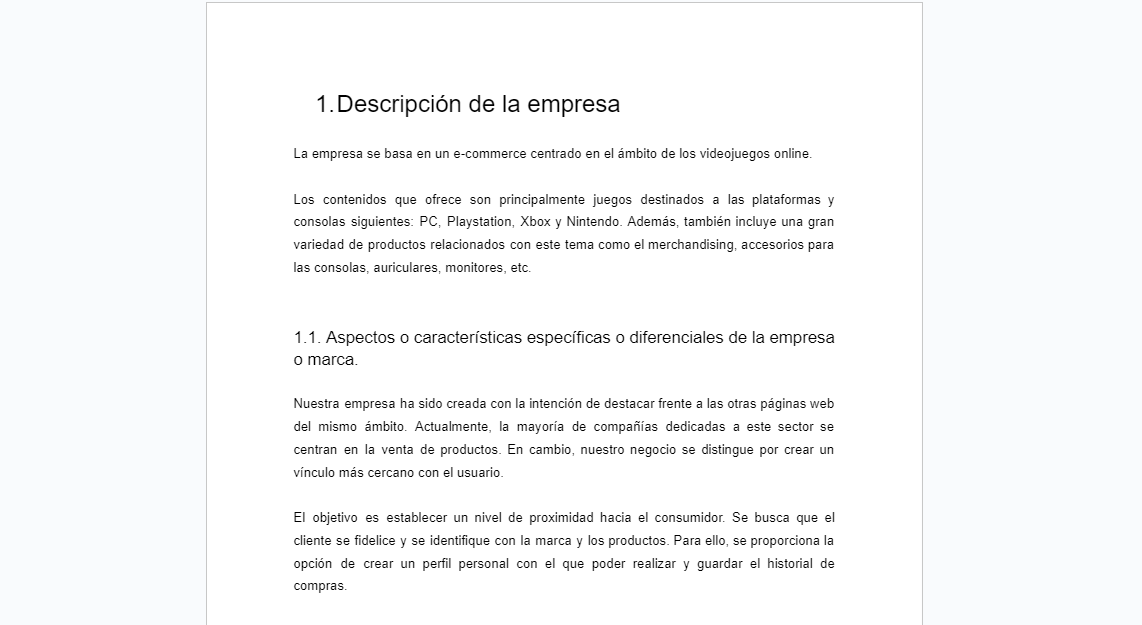 1. Descripción de la empresa
La empresa se basa en un e-commerce centrado en el ámbito de los videojuegos online.
Los contenidos que ofrece son principalmente juegos destinados a las plataformas y
consolas siguientes: PC, Playstation, Xbox y Nintendo. Además, también incluye una gran
variedad de productos relacionados con este tema como el merchandising, accesorios para
las consolas, auriculares, monitores, etc.
1.1. Aspectos o características específicas o diferenciales de la empresa
o marca.
Nuestra empresa ha sido creada con la intención de destacar frente a las otras páginas web
del mismo ámbito. Actualmente, la mayoría de compañías dedicadas a este sector se
centran en la venta de productos. En cambio, nuestro negocio se distingue por crear un
vínculo más cercano con el usuario.
El objetivo es establecer un nivel de proximidad hacia el consumidor. Se busca que el
cliente se fidelice y se identifique con la marca y los productos. Para ello, se proporciona la
opción de crear un perfil personal con el que poder realizar y guardar el historial de
compras.